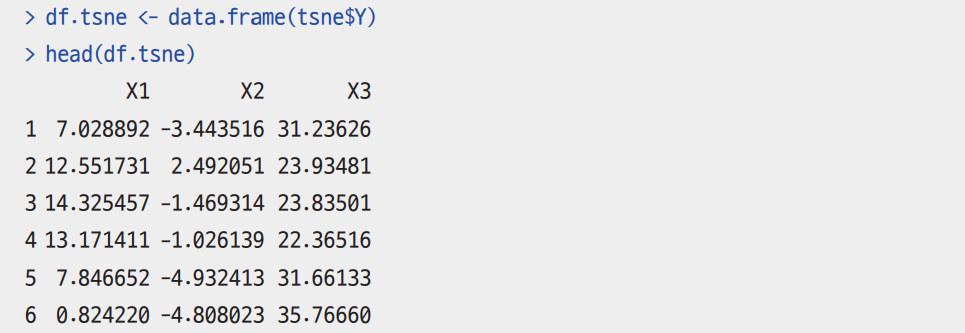 > df.tsne <- data.frame(tsne$Y)
> head(df.tsne)
X1 X2 X3
1 7.028892 -3.443516 31.23626
2 12.551731 2.492051 23.93481
3 14.325457 -1.469314 23.83501
4 13.171411 -1.026139 22.36516
5 7.846652 -4.932413 31.66133
6 0.824220 -4.808023 35.76660